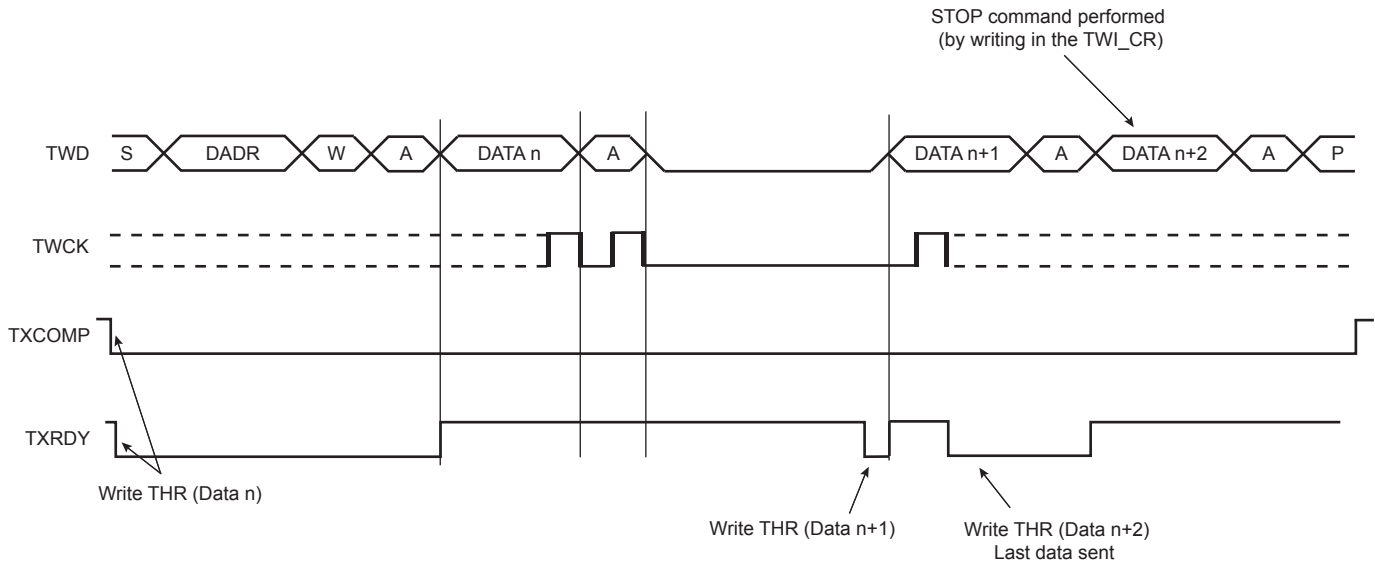 STOP command performed
(by writing in the TWI_CR)
TWD S DADR W A DATA n A DATA n+1 A DATA n+2 A P
TWCK
TXCOMP
TXRDY
Write THR (Data n)
Write THR (Data n+1)
Write THR (Data n+2)
Last data sent